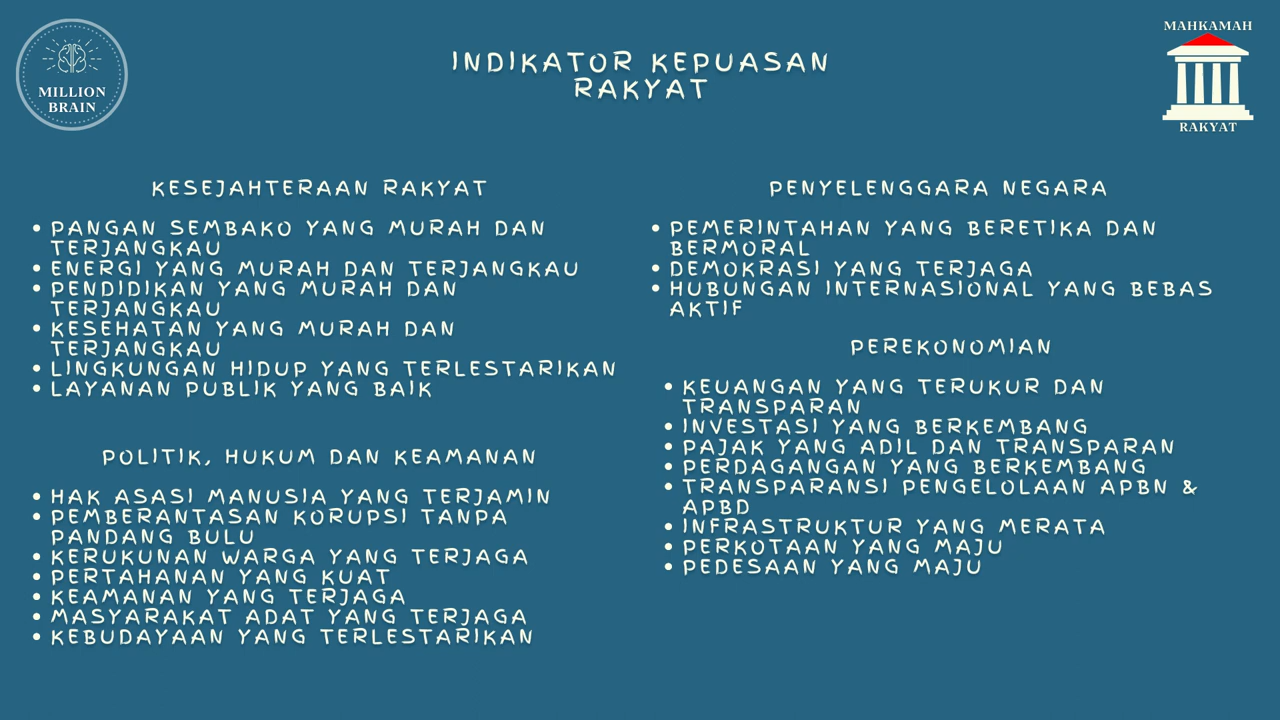 MILLION
BRAIN
INDIKATOR KEPUASAN
RAKYAT
MAHKAMAH
RAKYAT
KESEJAHTERAAN RAKYAT
• PANGAN SEMBAKO YANG MURAH DAN
TERJANGKAU
• ENERGI YANG MURAH DAN TERJANGKAU
• PENDIDIKAN YANG MURAH DAN
TERJANGKAU
• KESEHATAN YANG MURAH DAN
TERJANGKAU
• LINGKUNGAN HIDUP YANG TERLESTARIKAN
• LAYANAN PUBLIK YANG BAIK
POLITIK, HUKUM DAN KEAMANAN
• HAK ASASI MANUSIA YANG TERJAMIN
• PEMBERANTASAN KORUPSI TANPA
PANDANG BULU
• KERUKUNAN WARGA YANG TERJAGA
• PERTAHANAN YANG KUAT
• KEAMANAN YANG TERJAGA
• MASYARAKAT ADAT YANG TERJAGA
• KEBUDAYAAN YANG TERLESTARIKAN
PENYELENGGARA NEGARA
• PEMERINTAHAN YANG BERETIKA DAN
BERMORAL
• DEMOKRASI YANG TERJAGA
• HUBUNGAN INTERNASIONAL YANG BEBAS
AKTIF
PEREKONOMIAN
• KEUANGAN YANG TERUKUR DAN
TRANSPARAN
• INVESTASI YANG BERKEMBANG
• PAJAK YANG ADIL DAN TRANSPARAN
• PERDAGANGAN YANG BERKEMBANG
• TRANSPARANSI PENGELOLAAN APBN &
APBD
• INFRASTRUKTUR YANG MERATA
• PERKOTAAN YANG MAJU
• PEDESAAN YANG MAJU